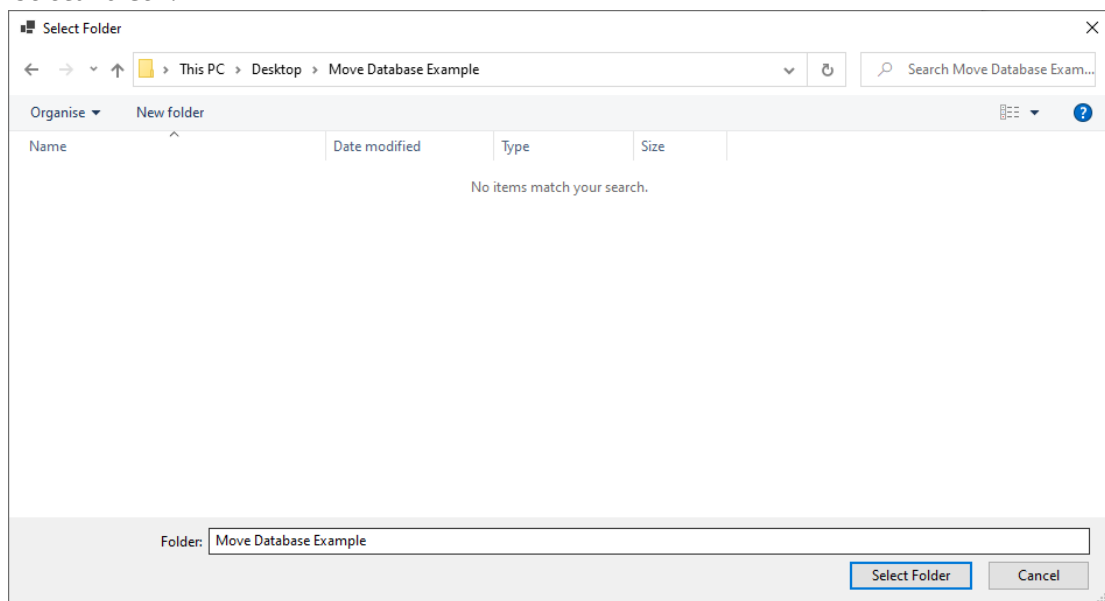 Select Folder
This PC > Desktop > Move Database Example
Search Move Database Exam...
Organise
New folder
?
Name
Date modified
Type
Size
No items match your search.
Folder: Move Database Example
Select Folder
Cancel